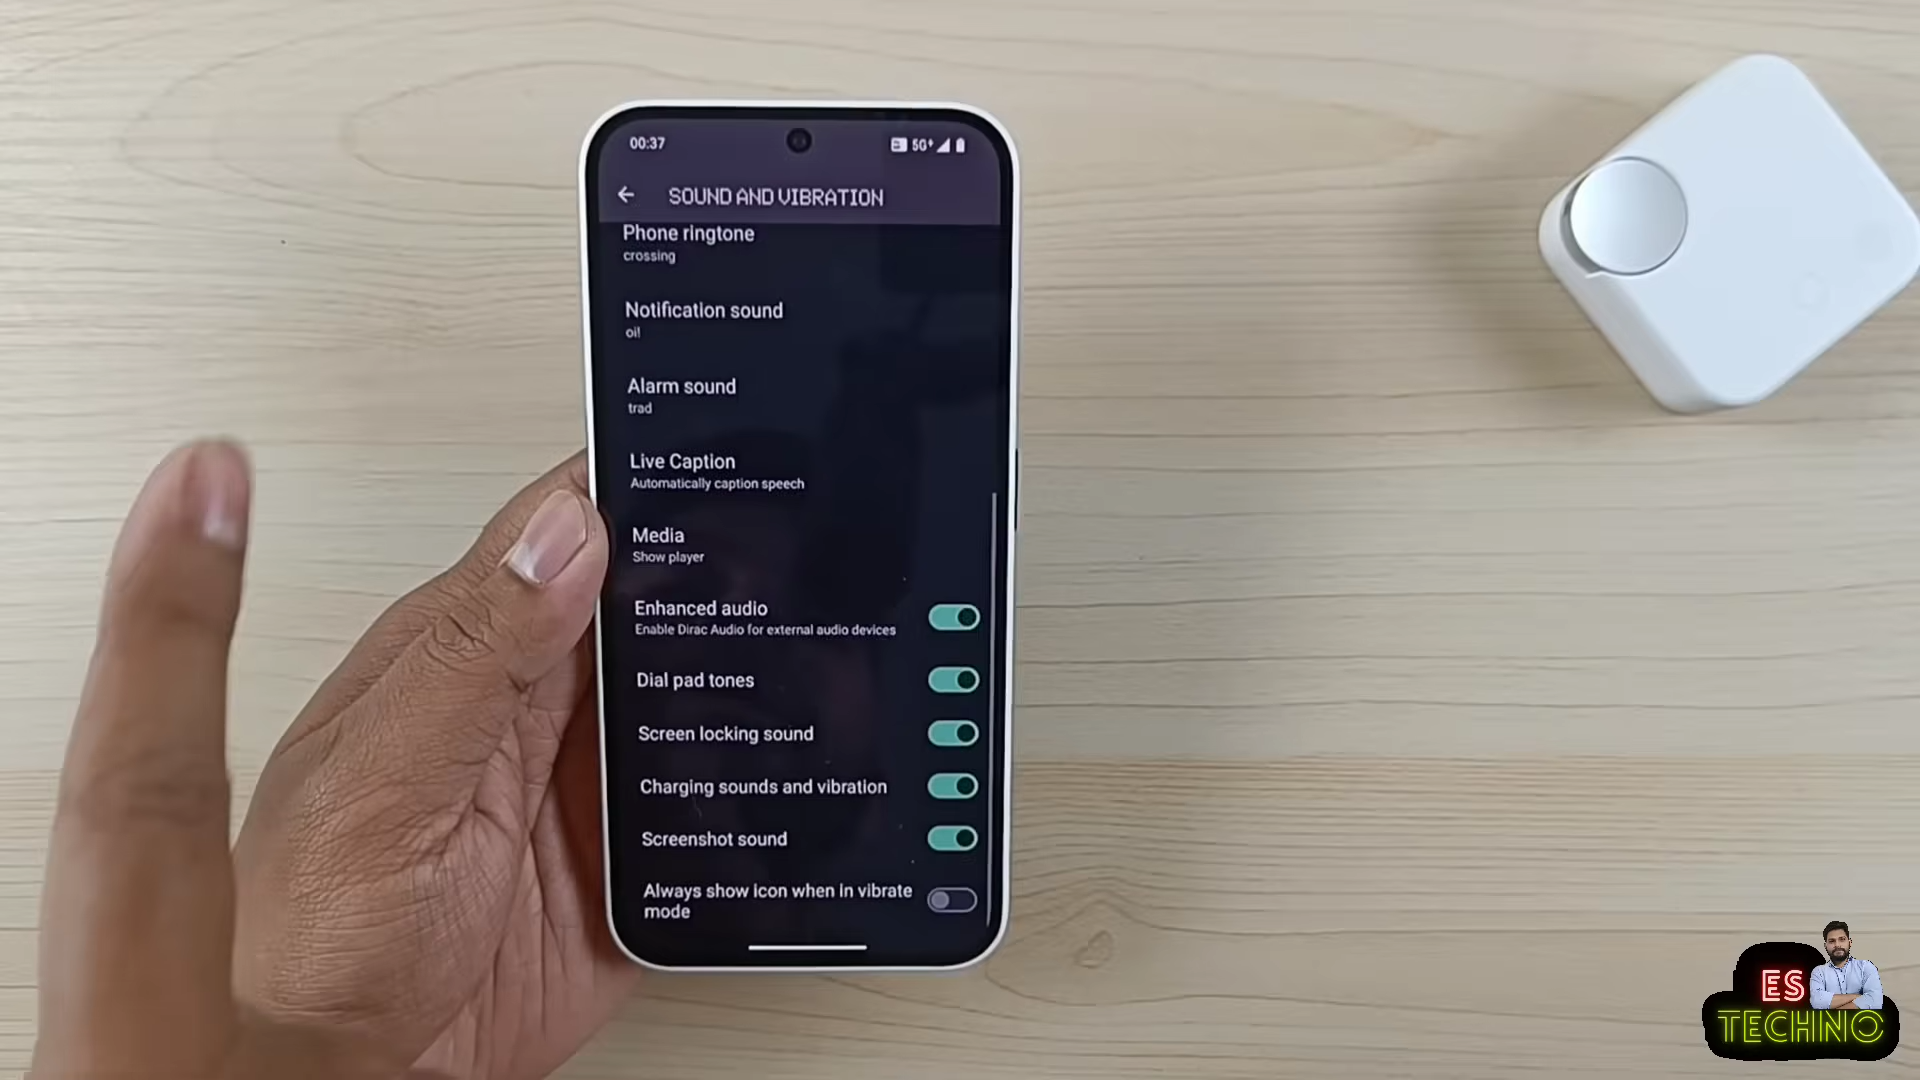 00:37
5G+
SOUND AND VIBRATION
Phone ringtone
crossing
Notification sound
oi!
Alarm sound
trad
Live Caption
Automatically caption speech
Media
Show player
Enhanced audio
Enable Dirac Audio for external audio devices
Dial pad tones
Screen locking sound
Charging sounds and vibration
Screenshot sound
Always show icon when in vibrate
mode
ES
TECHNO